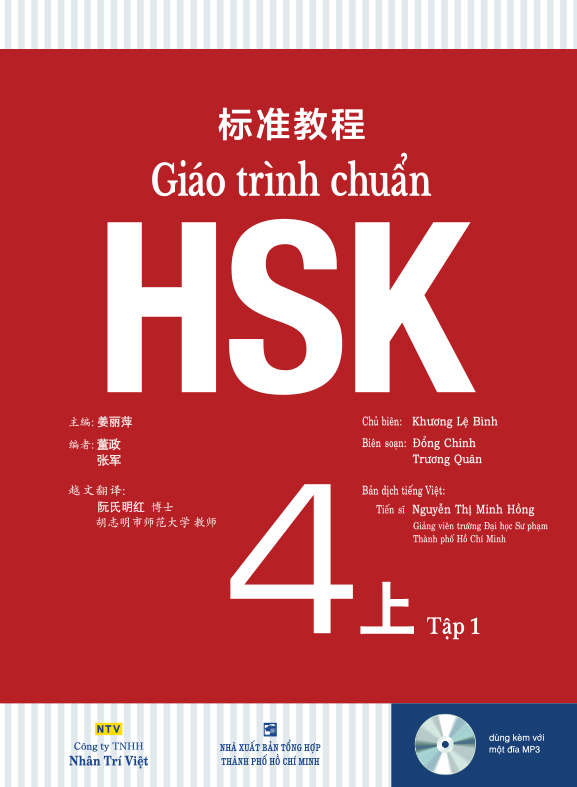 标准教程
Giáo trình chuẩn
HSK
主编: 姜丽萍
编者: 董政
张军
越文翻译:
阮氏明红 博士
胡志明市师范大学 教师
Chủ biên: Khương Lệ Bình
Biên soạn: Đổng Chính
Trương Quân
Bản dịch tiếng Việt:
Tiến sĩ Nguyễn Thị Minh Hồng
Giảng viên trường Đại học Sư phạm
Thành phố Hồ Chí Minh
4上 Tập 1
NTV
Công ty TNHH
Nhân Trí Việt
NHÀ XUẤT BẢN TỔNG HỢP
THÀNH PHỐ HỒ CHÍ MINH
dùng kèm với
một đĩa MP3